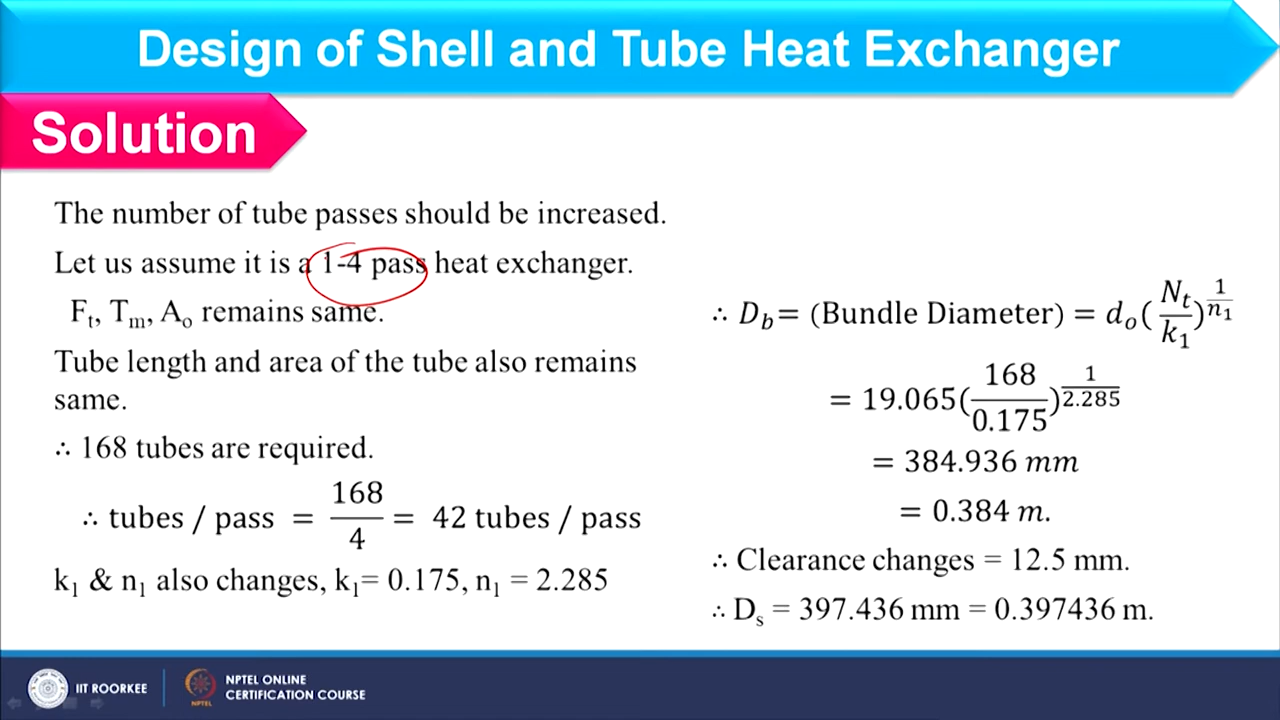 Design of Shell and Tube Heat Exchanger
Solution
The number of tube passes should be increased.
Let us assume it is a 1-4 pass heat exchanger.
Fₜ, Tₘ, Aₒ remains same.
Tube length and area of the tube also remains
same.
∴ 168 tubes are required.
∴ tubes / pass = 168/4 = 42 tubes / pass
k₁ & n₁ also changes, k₁= 0.175, n₁ = 2.285
∴ D_b= (Bundle Diameter) = dₒ(Nₜ/k₁)^(1/n₁)
= 19.065(168/0.175)^(1/2.285)
= 384.936 mm
= 0.384 m.
∴ Clearance changes = 12.5 mm.
∴ Dₛ = 397.436 mm = 0.397436 m.
IIT ROORKEE
NPTEL ONLINE
CERTIFICATION COURSE
NPTEL